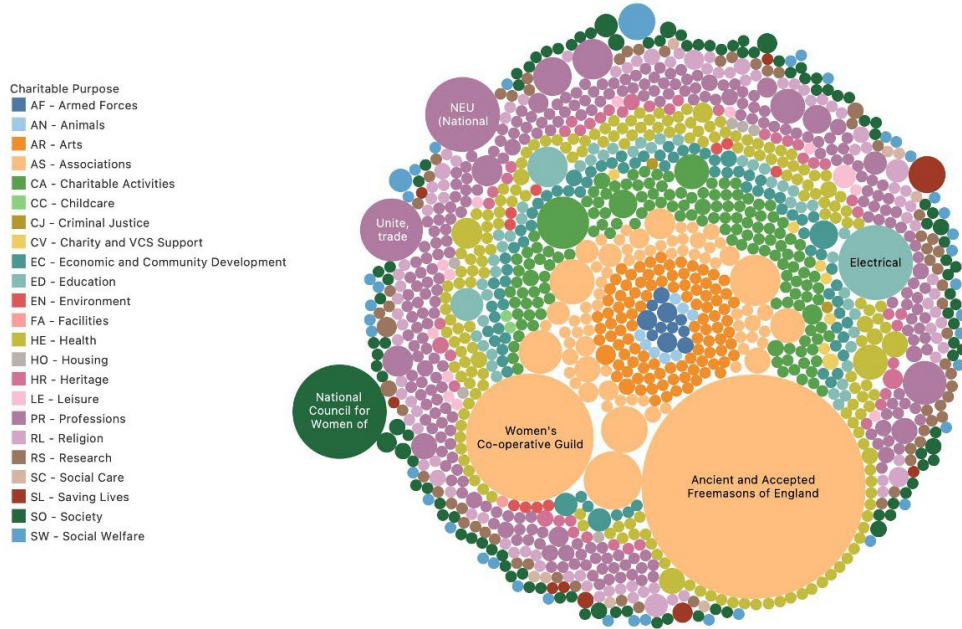 Charitable Purpose
AF - Armed Forces
AN - Animals
AR - Arts
AS - Associations
CA - Charitable Activities
CC - Childcare
CJ - Criminal Justice
CV - Charity and VCS Support
EC - Economic and Community Development
ED - Education
EN - Environment
FA - Facilities
HE - Health
HO - Housing
HR - Heritage
LE - Leisure
PR - Professions
RL - Religion
RS - Research
SC - Social Care
SL - Saving Lives
SO - Society
SW - Social Welfare
NEU
(National
Unite,
trade
Electrical
National
Council for
Women of
Women's
Co-operative Guild
Ancient and Accepted
Freemasons of England